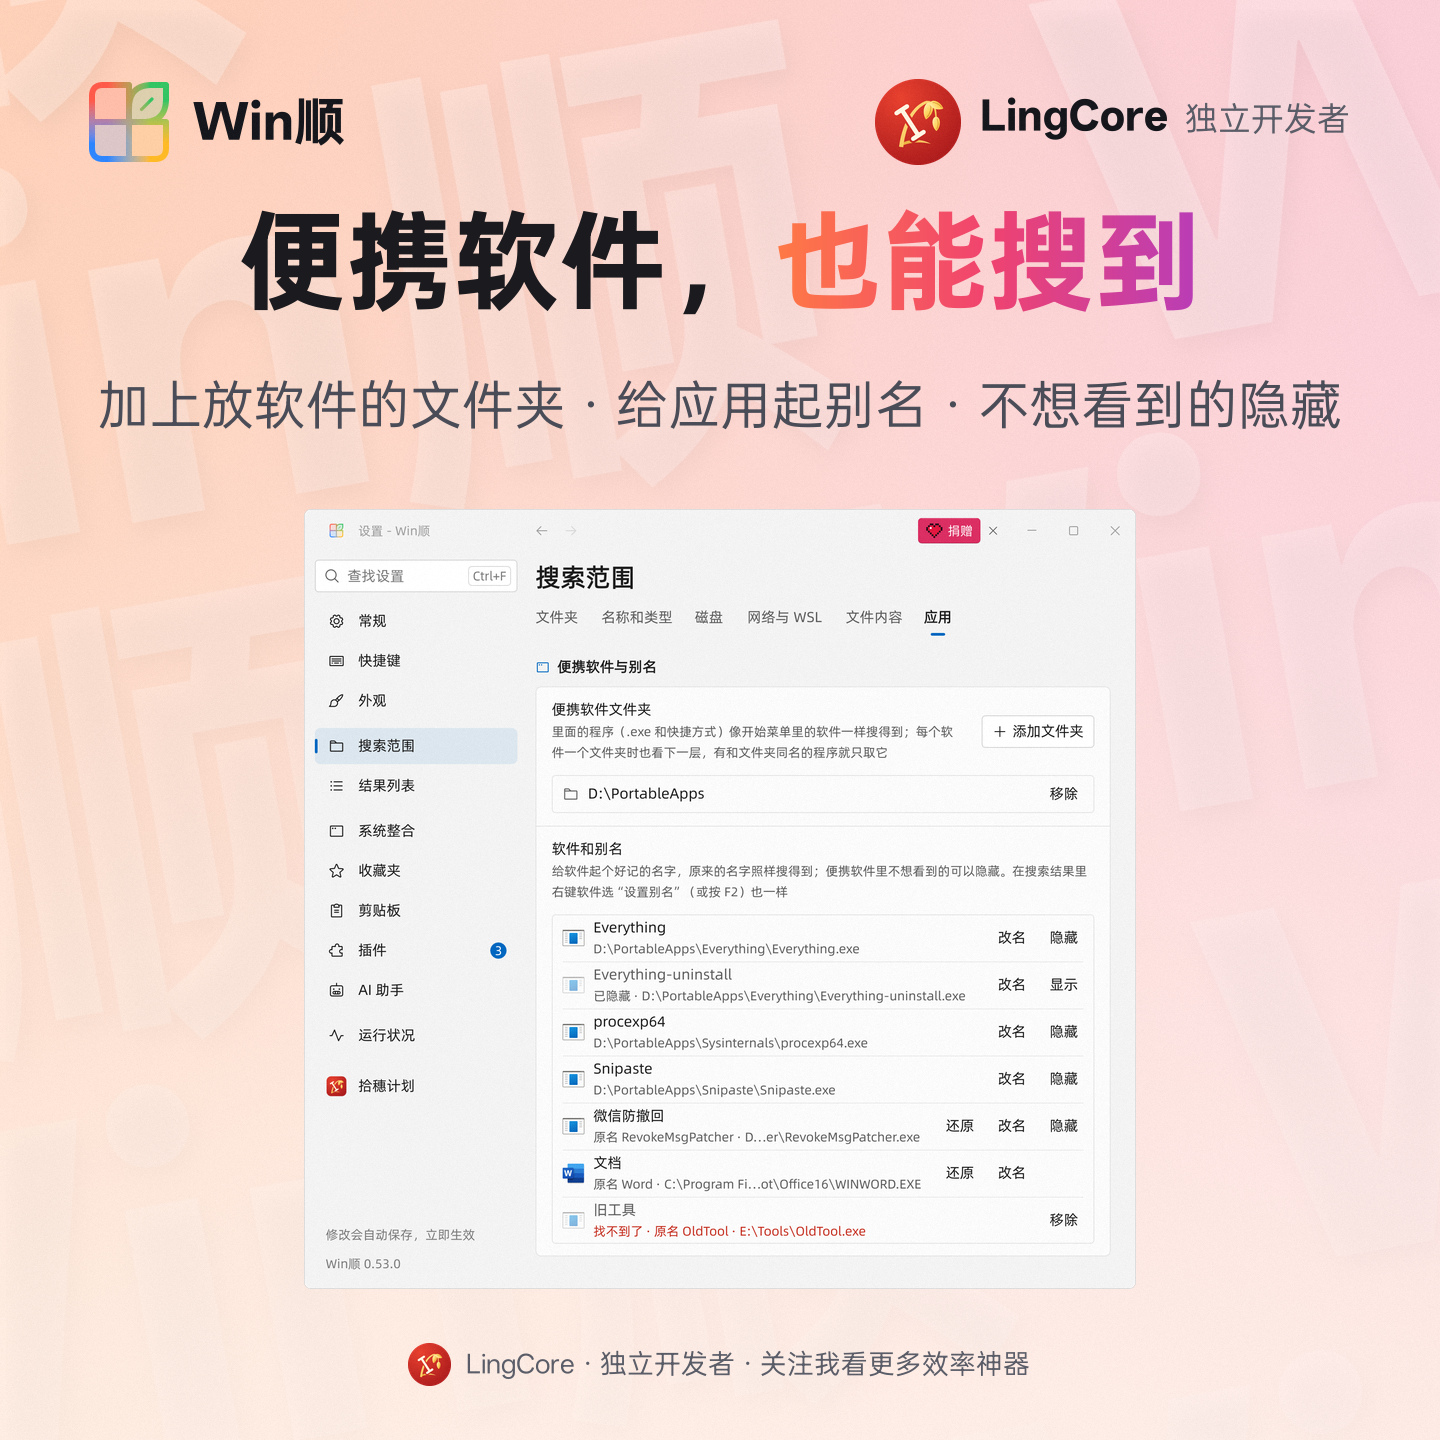 Win顺
LingCore 独立开发者
便携软件，也能搜到
加上放软件的文件夹 · 给应用起别名 · 不想看到的隐藏
设置 - Win顺
捐赠
查找设置 Ctrl+F
常规
快捷键
外观
搜索范围
结果列表
系统整合
收藏夹
剪贴板
插件 3
AI 助手
运行状况
拾穗计划
修改会自动保存，立即生效
Win顺 0.53.0
搜索范围
文件夹 名称和类型 磁盘 网络与 WSL 文件内容 应用
便携软件与别名
便携软件文件夹
里面的程序（.exe 和快捷方式）像开始菜单里的软件一样搜得到；每个软
件一个文件夹时也看下一层，有和文件夹同名的程序就只取它
添加文件夹
D:\PortableApps 移除
软件和别名
给软件起个好记的名字，原来的名字照样搜得到；便携软件里不想看到的可以隐藏。在搜索结果里
右键软件选“设置别名”（或按 F2）也一样
Everything
D:\PortableApps\Everything\Everything.exe
改名 隐藏
Everything-uninstall
已隐藏 · D:\PortableApps\Everything\Everything-uninstall.exe
改名 显示
procexp64
D:\PortableApps\Sysinternals\procexp64.exe
改名 隐藏
Snipaste
D:\PortableApps\Snipaste\Snipaste.exe
改名 隐藏
微信防撤回
原名 RevokeMsgPatcher · D...er\RevokeMsgPatcher.exe
还原 改名 隐藏
文档
原名 Word · C:\Program Fi...ot\Office16\WINWORD.EXE
还原 改名
旧工具
找不到了 · 原名 OldTool · E:\Tools\OldTool.exe
移除
LingCore · 独立开发者 · 关注我看更多效率神器